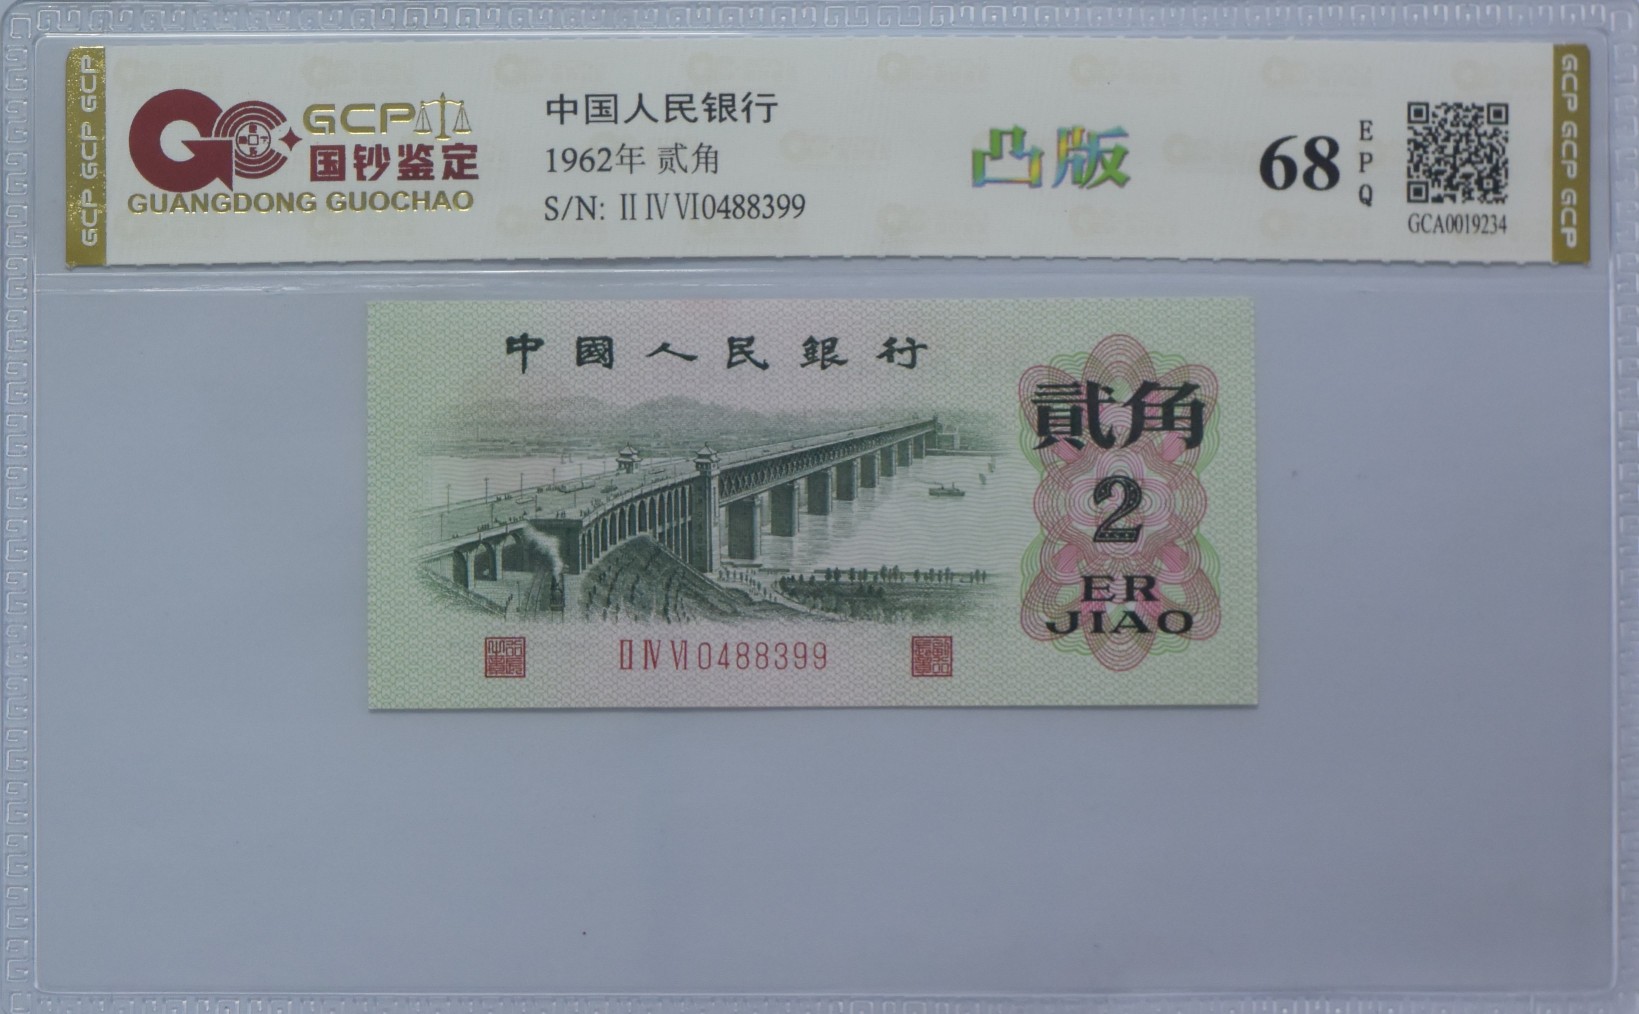 GCP GCP GCP
GCP
国钞鉴定
GUANGDONG GUOCHAO
中国人民银行
1962年 贰角
S/N: II IV VI0488399
凸版
68
EPQ
GCA0019234
GCP GCP GCP
中國人民銀行
貳角
2
ER
JIAO
II IV VI 0488399